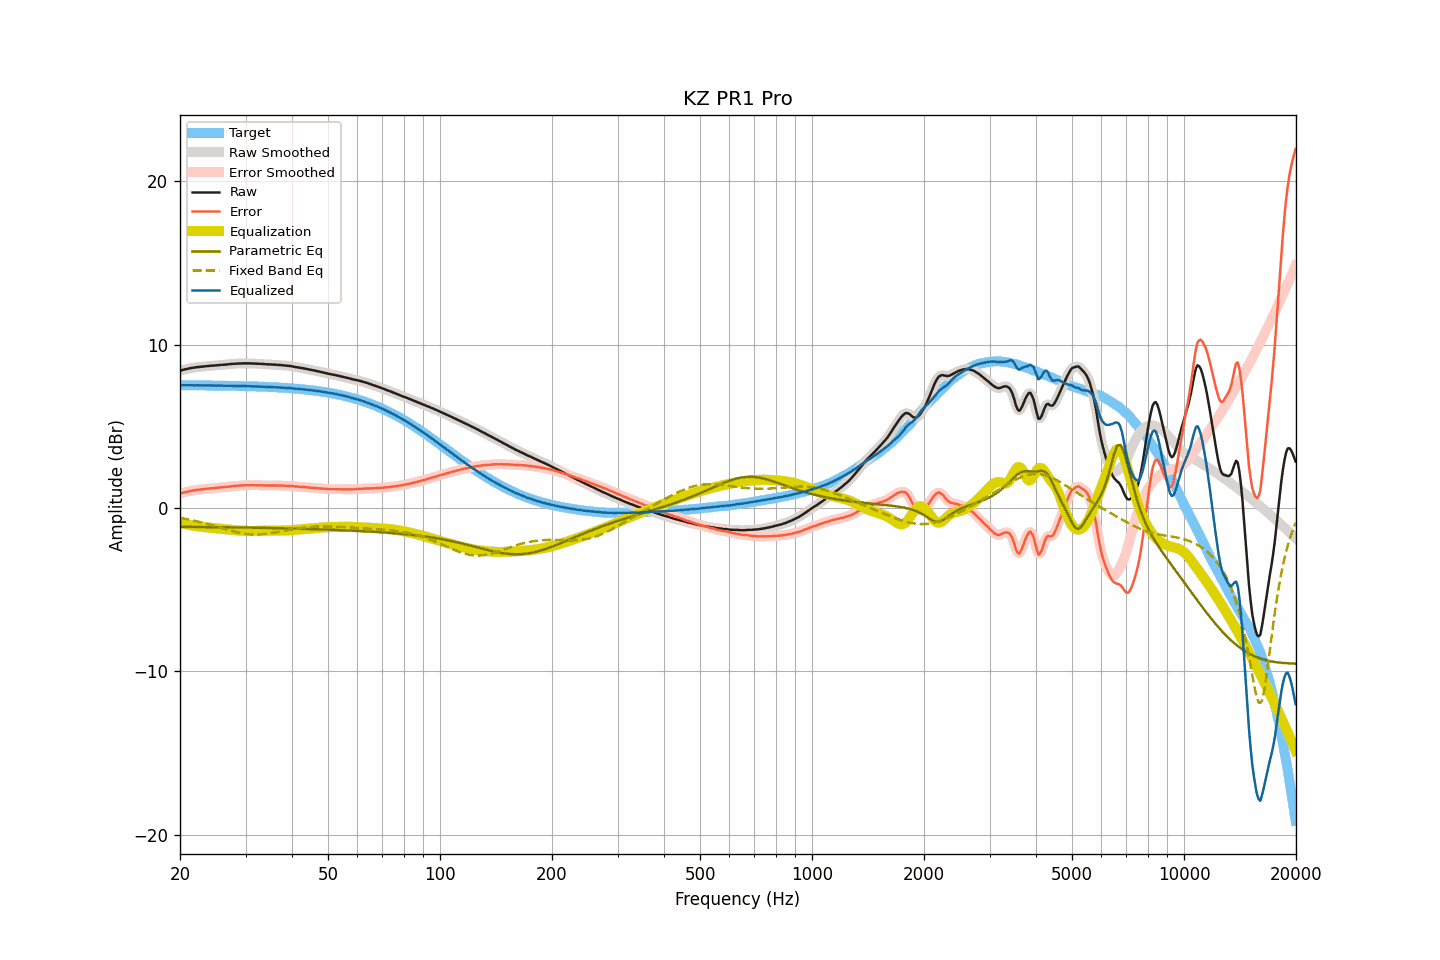 KZ PR1 Pro
Target
Raw Smoothed
Error Smoothed
Raw
Error
Equalization
Parametric Eq
Fixed Band Eq
Equalized
20
10
0
−10
−20
Amplitude (dBr)
20 50 100 200 500 1000 2000 5000 10000 20000
Frequency (Hz)